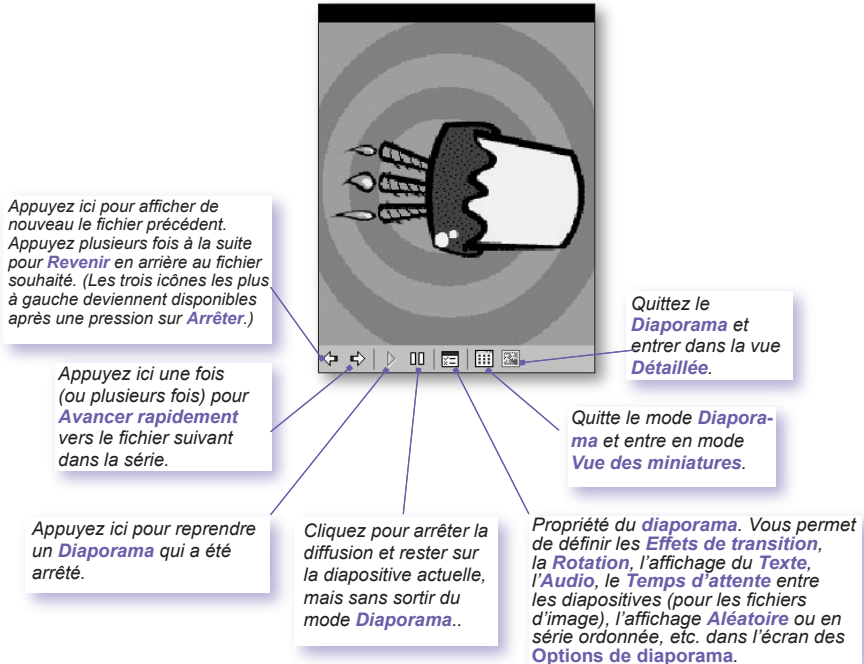 Appuyez ici pour afficher de
nouveau le fichier précédent.
Appuyez plusieurs fois à la suite
pour Revenir en arrière au fichier
souhaité. (Les trois icônes les plus
à gauche deviennent disponibles
après une pression sur Arrêter.)
Appuyez ici une fois
(ou plusieurs fois) pour
Avancer rapidement
vers le fichier suivant
dans la série.
Appuyez ici pour reprendre
un Diaporama qui a été
arrêté.
Cliquez pour arrêter la
diffusion et rester sur
la diapositive actuelle,
mais sans sortir du
mode Diaporama..
Quittez le
Diaporama et
entrer dans la vue
Détaillée.
Quitte le mode Diapora-
ma et entre en mode
Vue des miniatures.
Propriété du diaporama. Vous permet
de définir les Effets de transition,
la Rotation, l’affichage du Texte,
l’Audio, le Temps d’attente entre
les diapositives (pour les fichiers
d’image), l’affichage Aléatoire ou en
série ordonnée, etc. dans l’écran des
Options de diaporama.